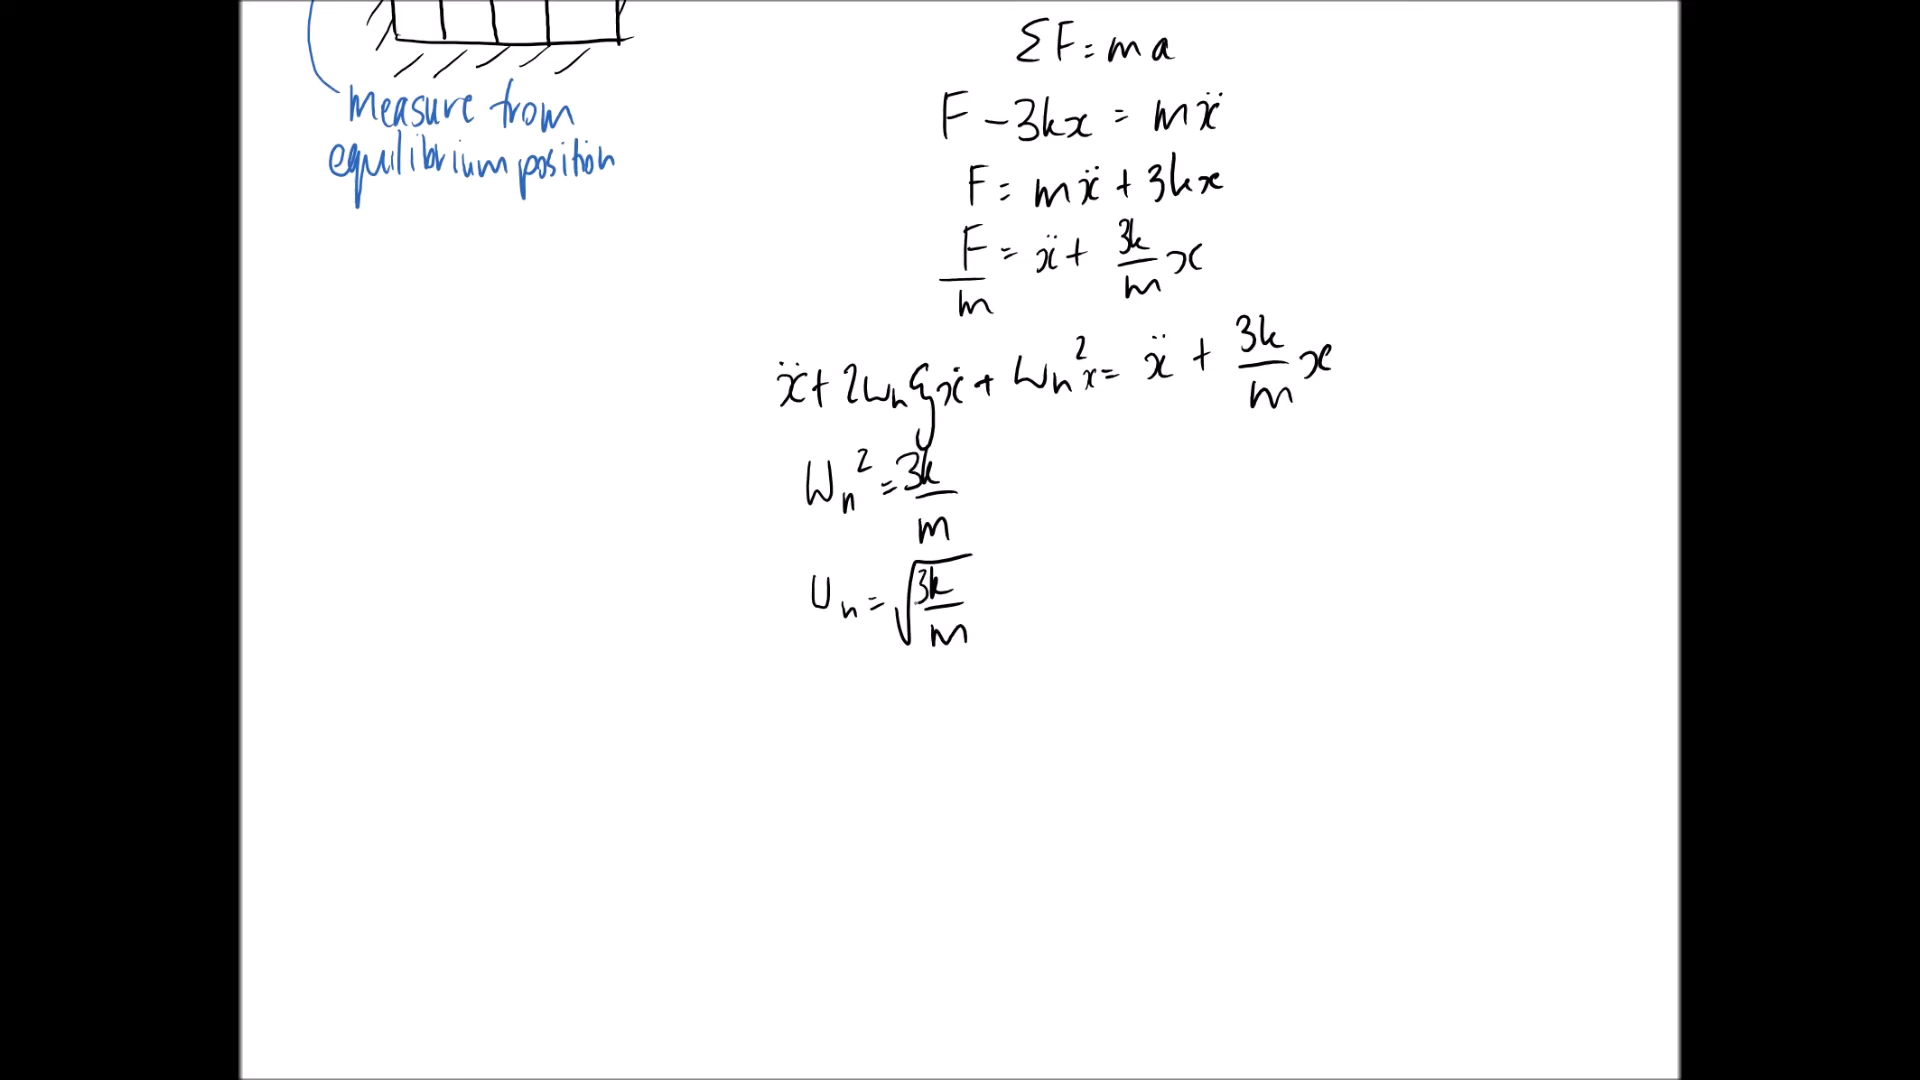 measure from
equilibrium position
ΣF = ma
F - 3kx = mẍ
F = mẍ + 3kx
F/m = ẍ + 3k/m x
ẍ + 2ωnζẋ + ωn²x = ẍ + 3k/m x
ωn² = 3k/m
ωn = √(3k/m)